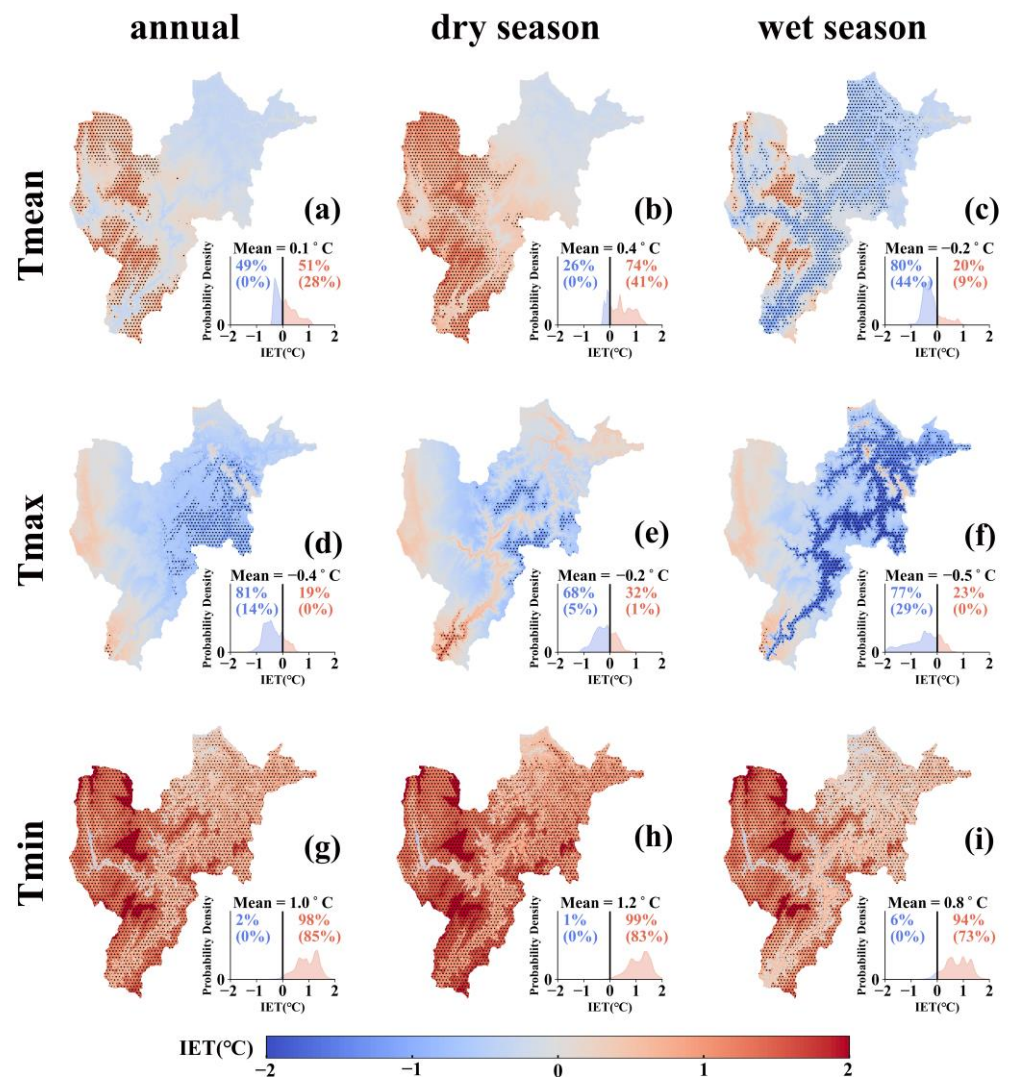 annual dry season wet season
Tmean
(a) (b) (c)
Mean = 0.1°C
49% 51%
(0%) (28%)
Probability Density
0
−2 −1 0 1 2
IET(°C)
Mean = 0.4°C
26% 74%
(0%) (41%)
Probability Density
0
−2 −1 0 1 2
IET(°C)
Mean = −0.2°C
80% 20%
(44%) (9%)
Probability Density
0
−2 −1 0 1 2
IET(°C)
Tmax
(d) (e) (f)
Mean = −0.4°C
81% 19%
(14%) (0%)
Probability Density
0
−2 −1 0 1 2
IET(°C)
Mean = −0.2°C
68% 32%
(5%) (1%)
Probability Density
0
−2 −1 0 1 2
IET(°C)
Mean = −0.5°C
77% 23%
(29%) (0%)
Probability Density
0
−2 −1 0 1 2
IET(°C)
Tmin
(g) (h) (i)
Mean = 1.0°C
2% 98%
(0%) (85%)
Probability Density
0
−2 −1 0 1 2
IET(°C)
Mean = 1.2°C
1% 99%
(0%) (83%)
Probability Density
0
−2 −1 0 1 2
IET(°C)
Mean = 0.8°C
6% 94%
(0%) (73%)
Probability Density
0
−2 −1 0 1 2
IET(°C)
IET(°C)
−2 −1 0 1 2